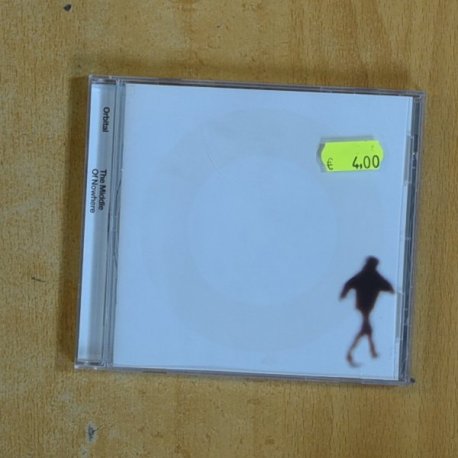 Orbital
The Middle
Of Nowhere
£ 4,00